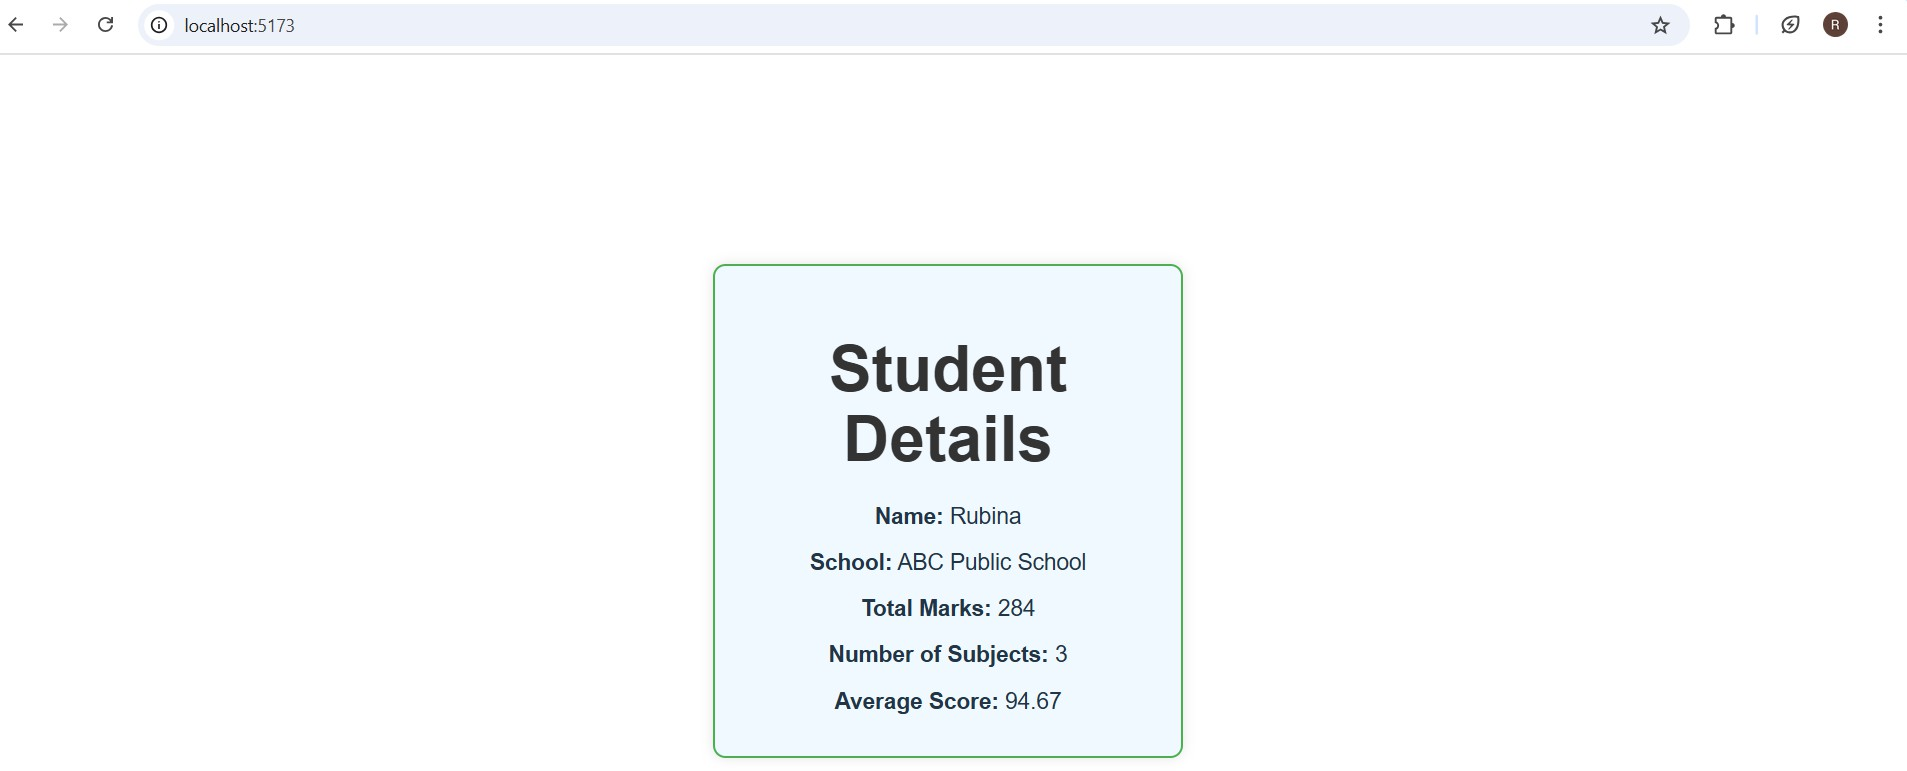 localhost:5173
R
Student
Details
Name: Rubina
School: ABC Public School
Total Marks: 284
Number of Subjects: 3
Average Score: 94.67